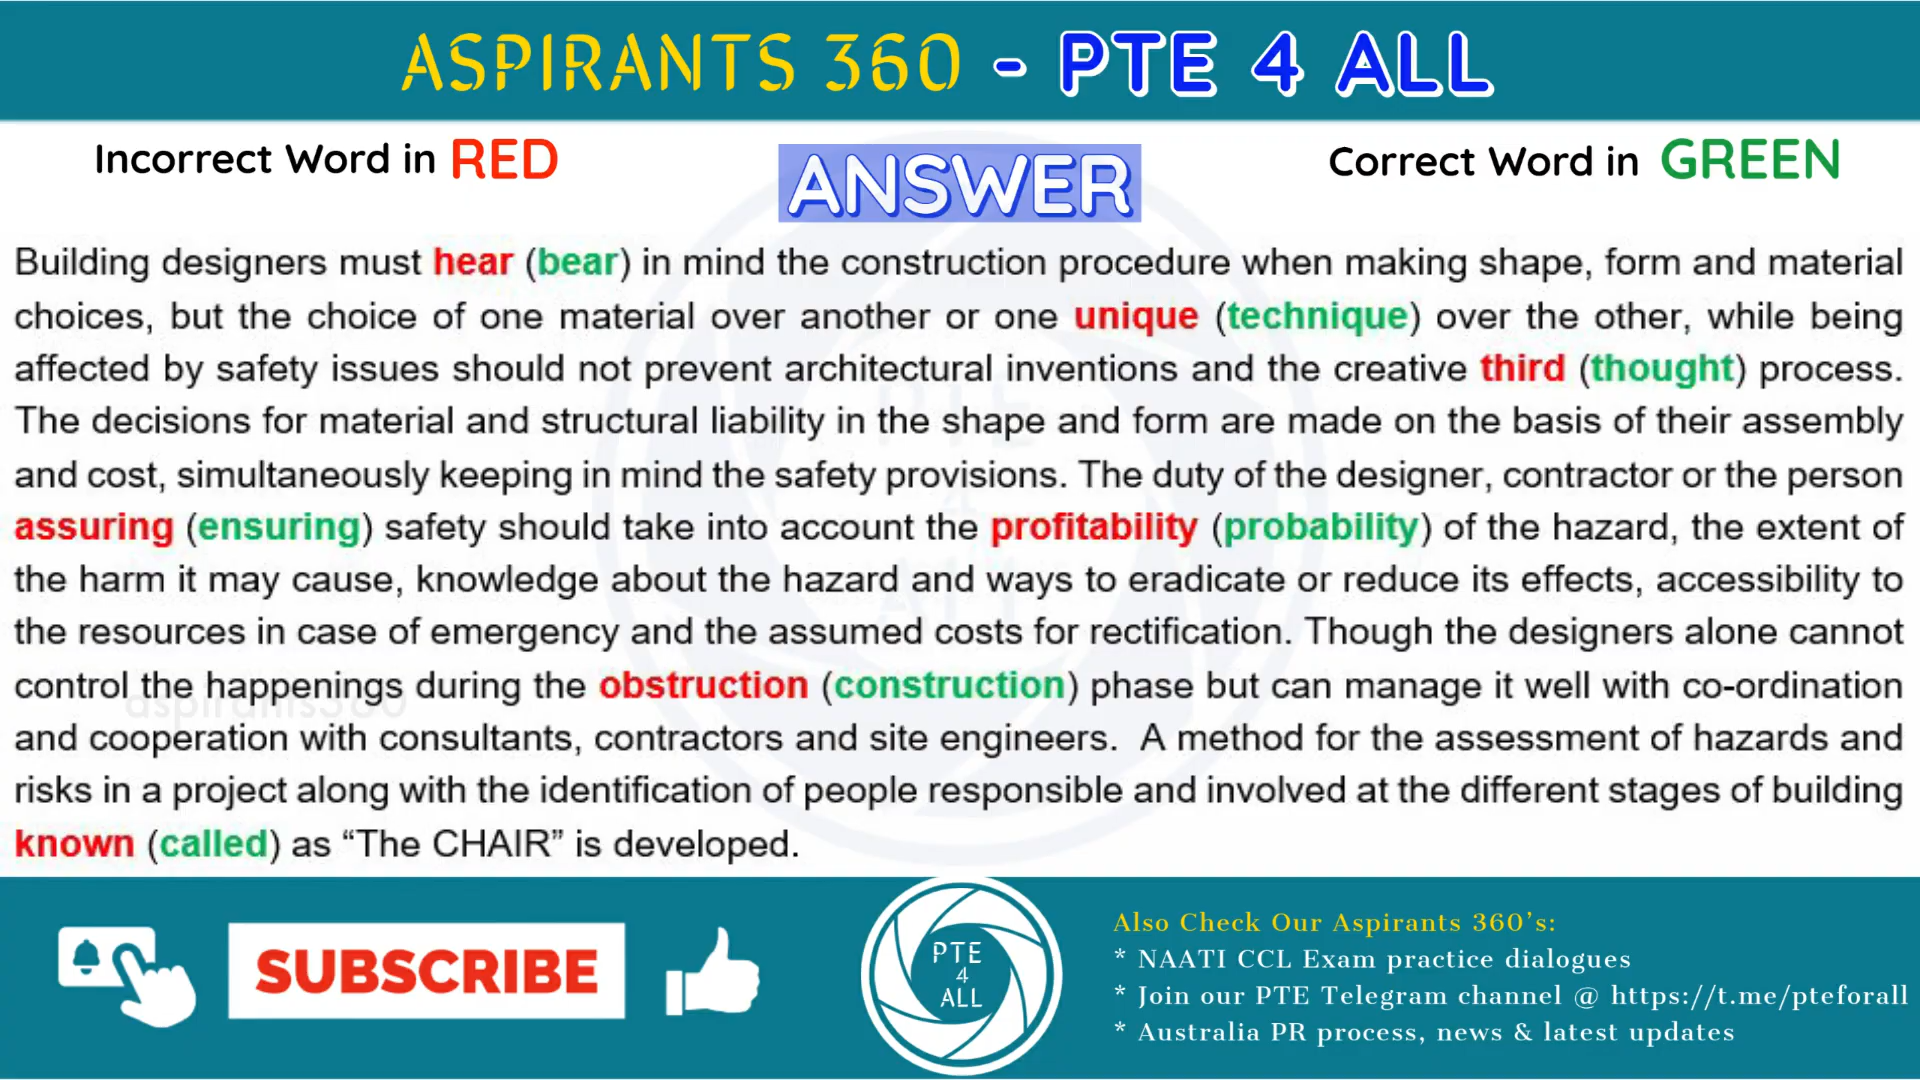 ASPIRANTS 360 - PTE 4 ALL
Incorrect Word in RED
ANSWER
Correct Word in GREEN
Building designers must hear (bear) in mind the construction procedure when making shape, form and material
choices, but the choice of one material over another or one unique (technique) over the other, while being
affected by safety issues should not prevent architectural inventions and the creative third (thought) process.
The decisions for material and structural liability in the shape and form are made on the basis of their assembly
and cost, simultaneously keeping in mind the safety provisions. The duty of the designer, contractor or the person
assuring (ensuring) safety should take into account the profitability (probability) of the hazard, the extent of
the harm it may cause, knowledge about the hazard and ways to eradicate or reduce its effects, accessibility to
the resources in case of emergency and the assumed costs for rectification. Though the designers alone cannot
control the happenings during the obstruction (construction) phase but can manage it well with co-ordination
and cooperation with consultants, contractors and site engineers.  A method for the assessment of hazards and
risks in a project along with the identification of people responsible and involved at the different stages of building
known (called) as “The CHAIR” is developed.
aspirants360
PTE
4
ALL
SUBSCRIBE
PTE
4
ALL
Also Check Our Aspirants 360's:
* NAATI CCL Exam practice dialogues
* Join our PTE Telegram channel @ https://t.me/pteforall
* Australia PR process, news & latest updates